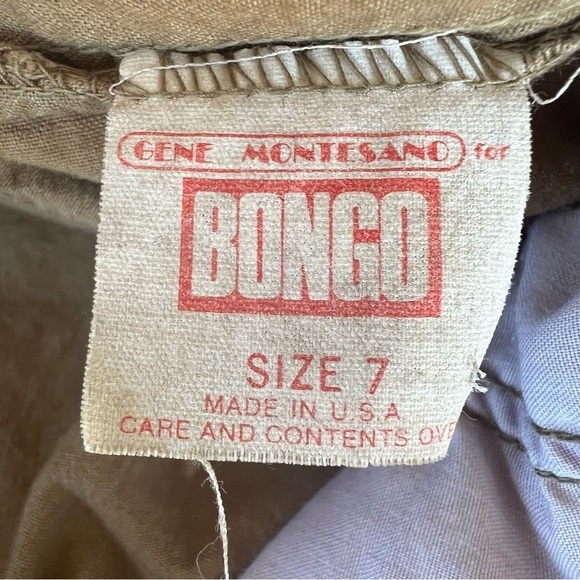 GENE MONTESANO for
BONGO
SIZE 7
MADE IN U S A
CARE AND CONTENTS OVE